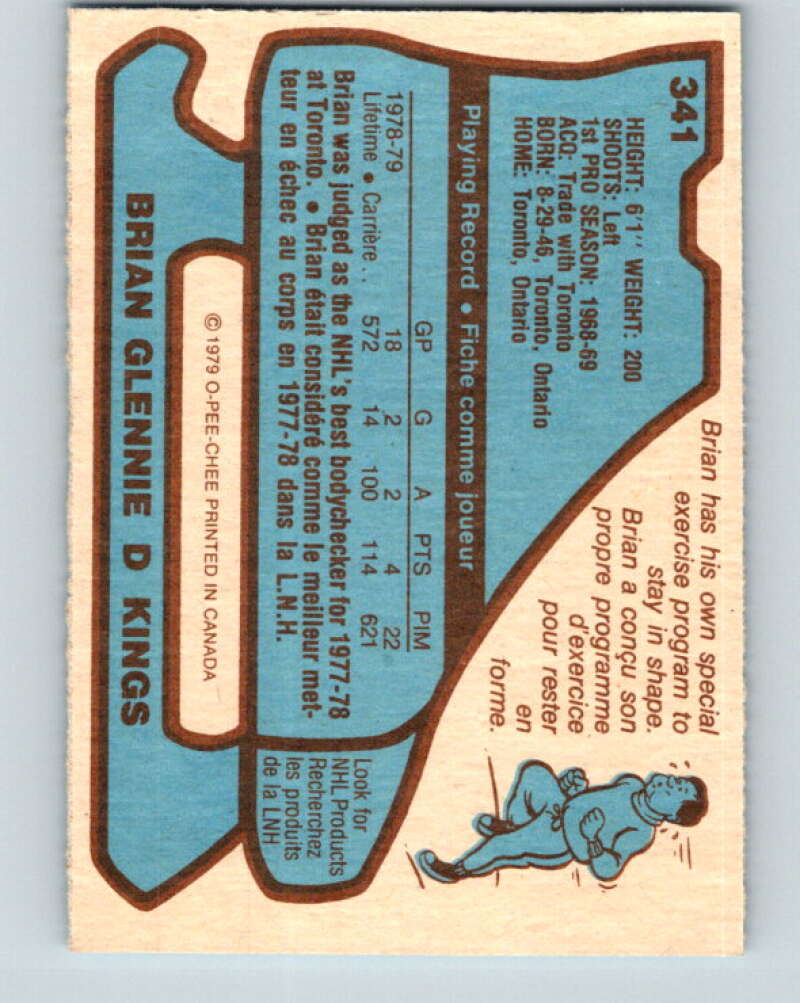 341
HEIGHT: 6'1" WEIGHT: 200
SHOOTS: Left
1st PRO SEASON: 1968-69
ACQ: Trade with Toronto
BORN: 8-29-46, Toronto, Ontario
HOME: Toronto, Ontario
Brian has his own special
exercise program to
stay in shape.
Brian a conçu son
propre programme
d'exercice
pour rester
en
forme.
Playing Record • Fiche comme joueur
GP G A PTS PIM
1978-79 18 2 2 4 22
Lifetime • Carrière .. 572 14 100 114 621
Brian was judged as the NHL's best bodychecker for 1977-78
at Toronto. • Brian était considéré comme le meilleur met-
teur en échec au corps en 1977-78 dans la L.N.H.
Look for
NHL Products
Recherchez
les produits
de la LNH
© 1979 O-PEE-CHEE PRINTED IN CANADA
BRIAN GLENNIE D KINGS